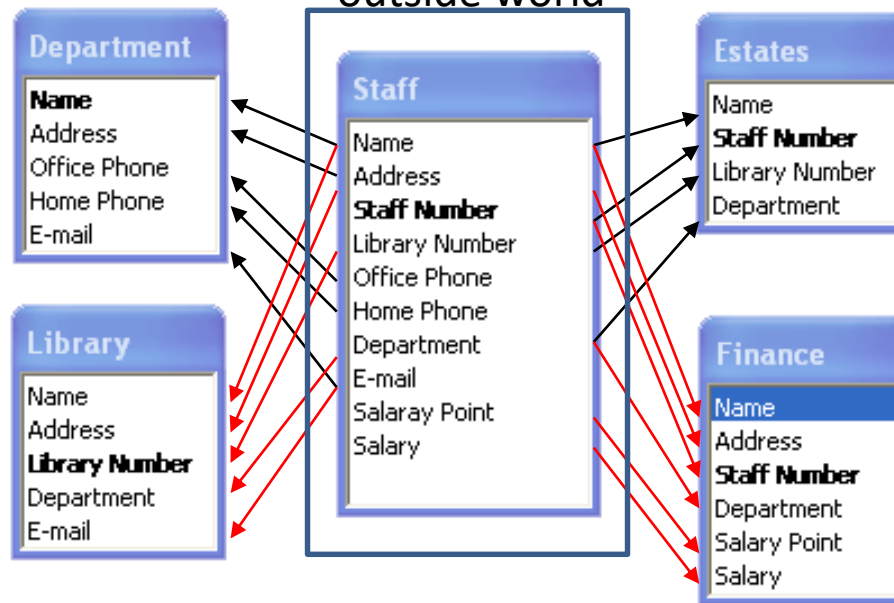 outside world
Department
Name
Address
Office Phone
Home Phone
E-mail
Staff
Name
Address
Staff Number
Library Number
Office Phone
Home Phone
Department
E-mail
Salaray Point
Salary
Estates
Name
Staff Number
Library Number
Department
Library
Name
Address
Library Number
Department
E-mail
Finance
Name
Address
Staff Number
Department
Salary Point
Salary